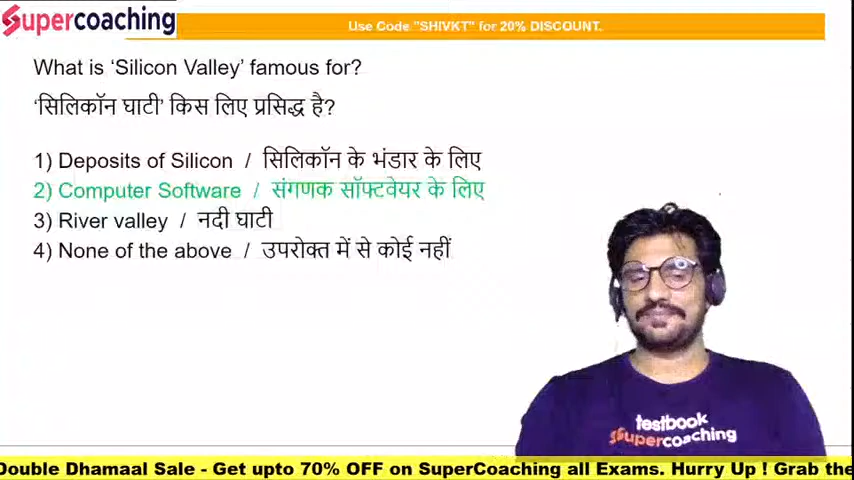 Supercoaching
Use Code "SHIVKT" for 20% DISCOUNT.
What is ‘Silicon Valley’ famous for?
‘सिलिकॉन घाटी’ किस लिए प्रसिद्ध है?
1) Deposits of Silicon / सिलिकॉन के भंडार के लिए
2) Computer Software / संगणक सॉफ्टवेयर के लिए
3) River valley / नदी घाटी
4) None of the above / उपरोक्त में से कोई नहीं
testbook
Supercoaching
Double Dhamaal Sale - Get upto 70% OFF on SuperCoaching all Exams. Hurry Up ! Grab the